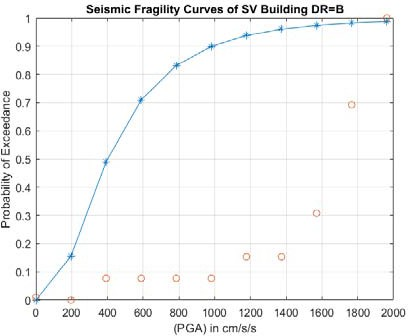 Seismic Fragility Curves of SV Building DR=B
Probability of Exceedance
1
0.9
0.8
0.7
0.6
0.5
0.4
0.3
0.2
0.1
0
0 200 400 600 800 1000 1200 1400 1600 1800 2000
(PGA) in cm/s/s